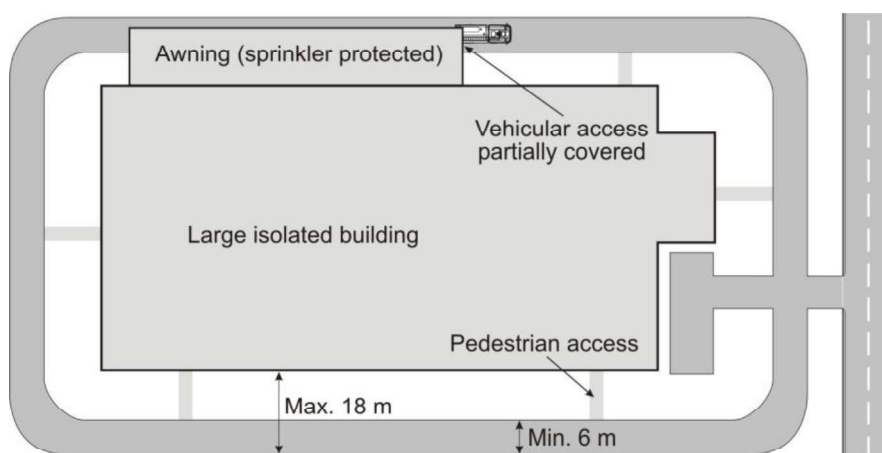 Awning (sprinkler protected)
Vehicular access
partially covered
Large isolated building
Pedestrian access
Max. 18 m
Min. 6 m